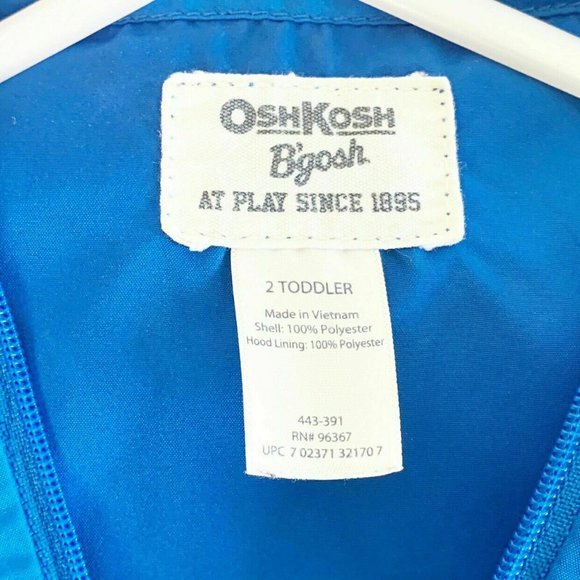 OSHKOSH
B'gosh
AT PLAY SINCE 1895
2 TODDLER
Made in Vietnam
Shell: 100% Polyester
Hood Lining: 100% Polyester
443-391
RN# 96367
UPC 7 02371 32170 7